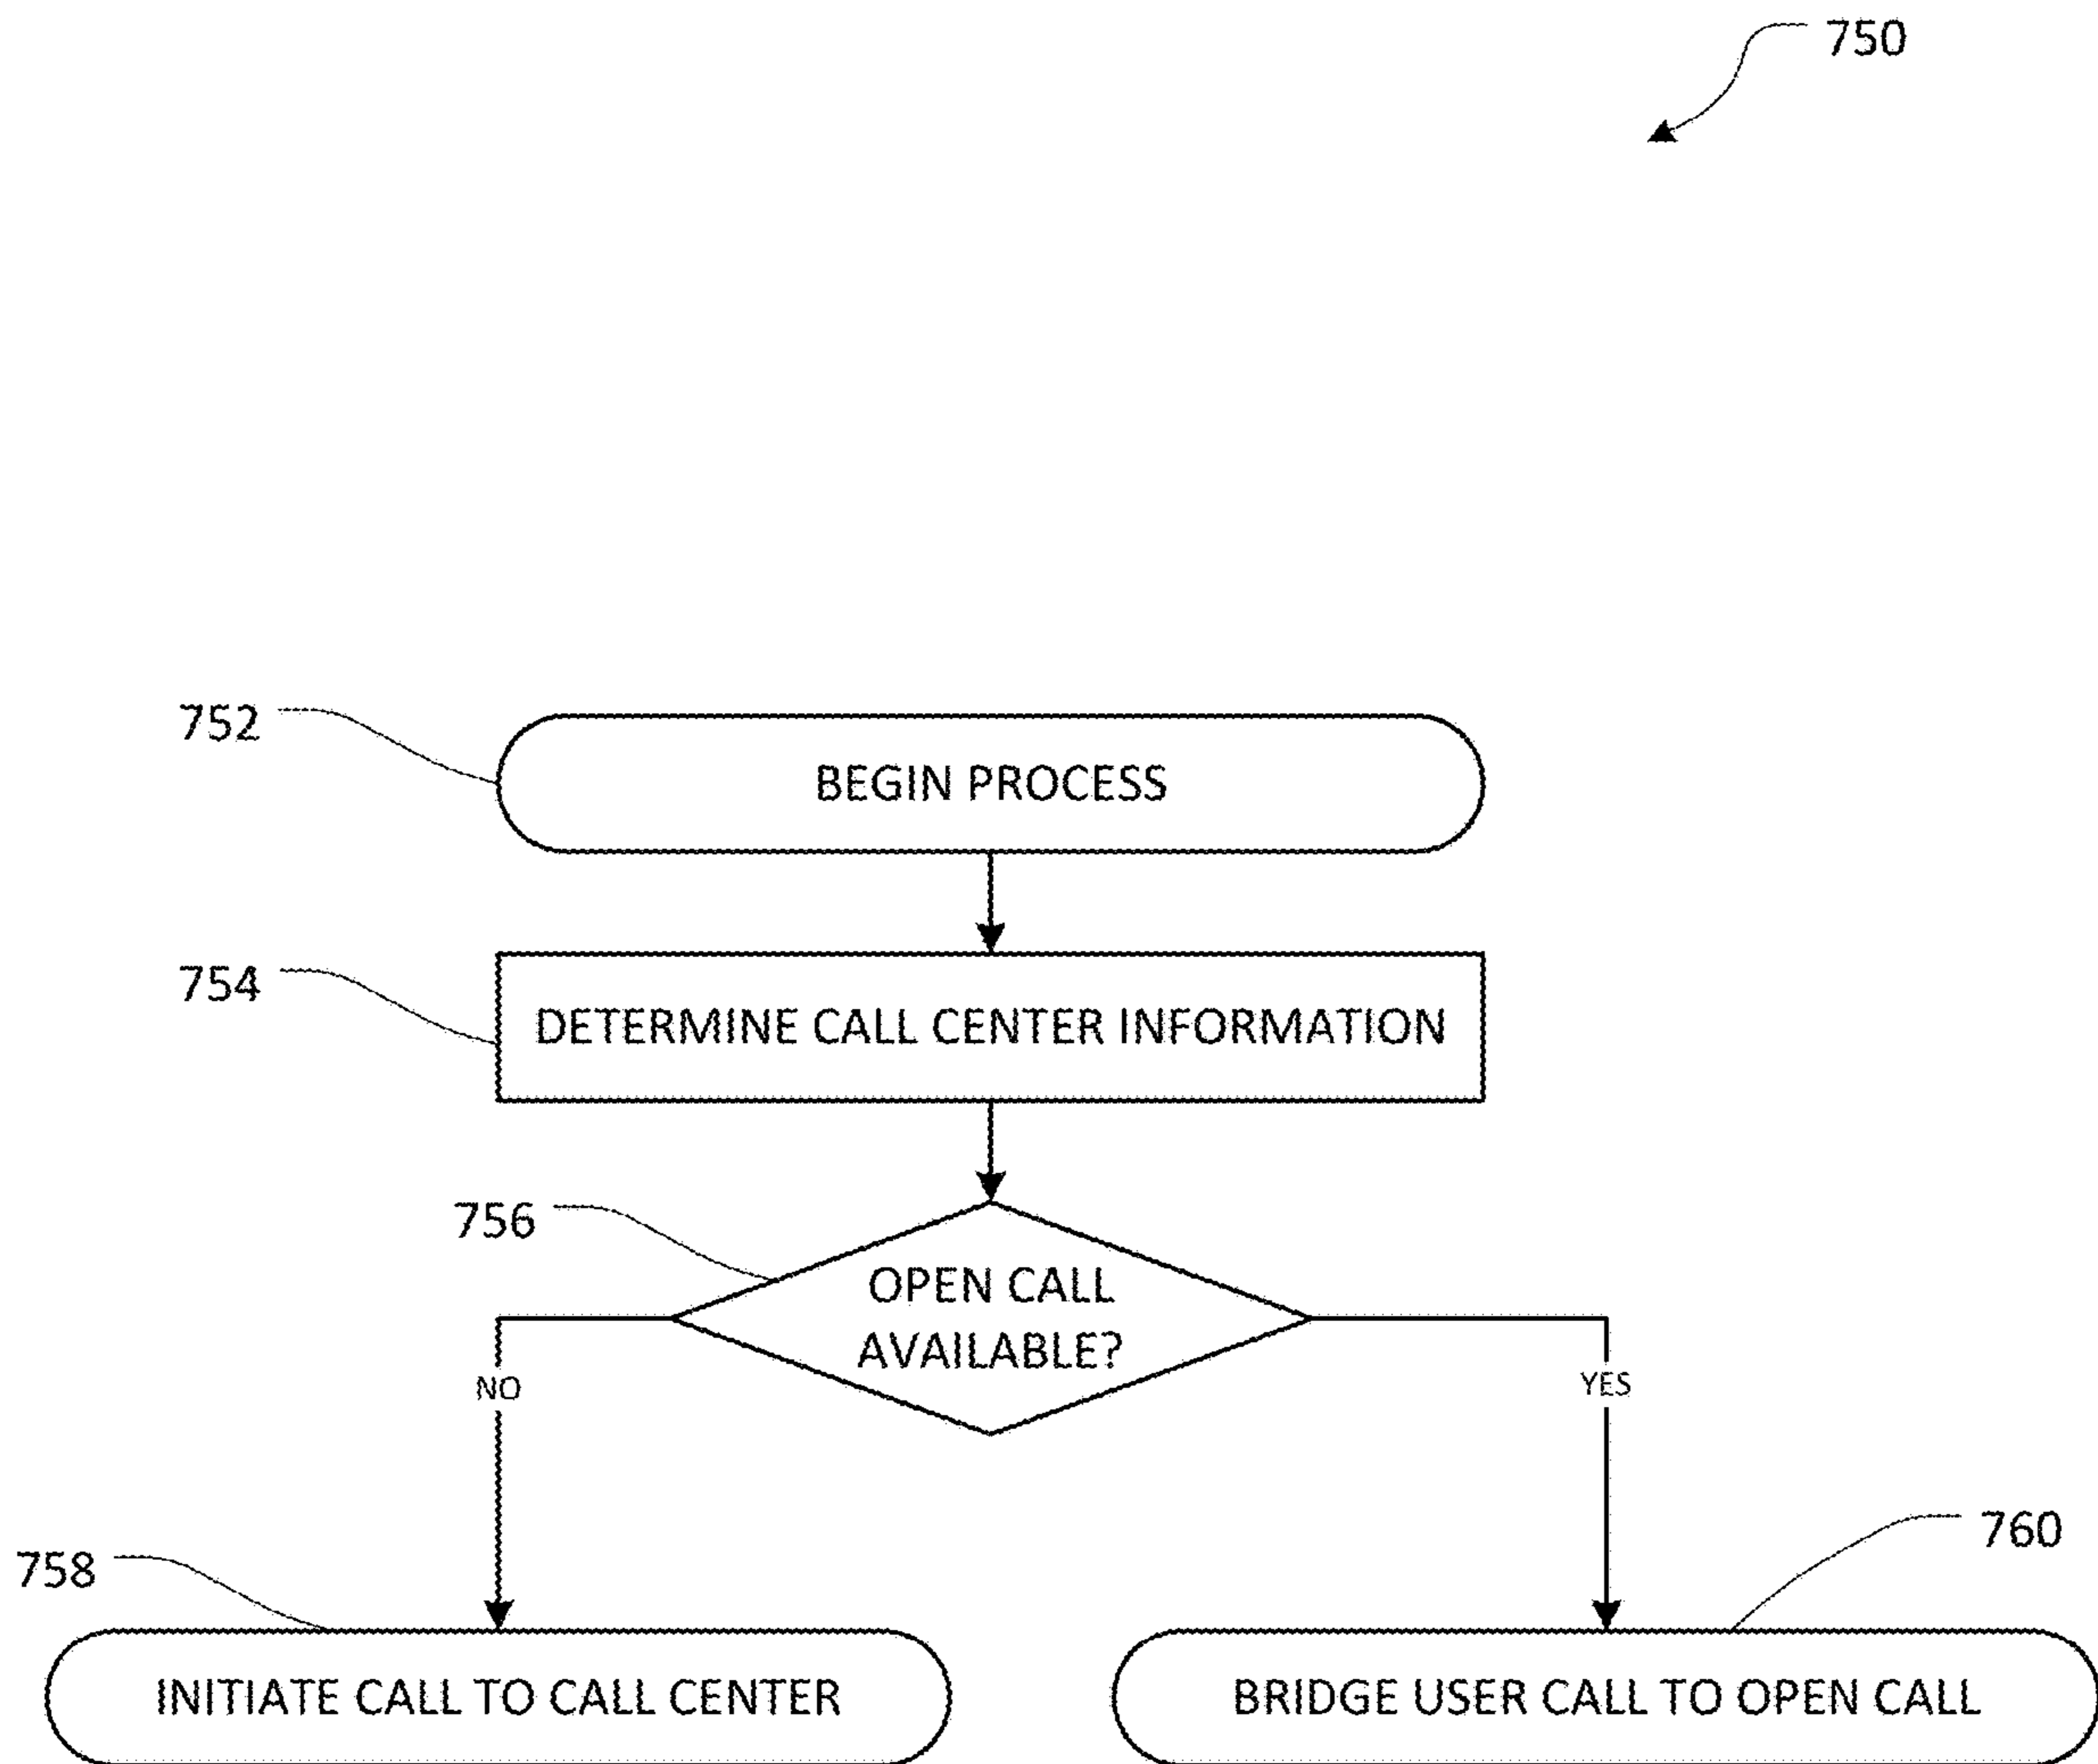 750
752
BEGIN PROCESS
754
DETERMINE CALL CENTER INFORMATION
756
OPEN CALL
AVAILABLE?
NO
YES
758
760
INITIATE CALL TO CALL CENTER
BRIDGE USER CALL TO OPEN CALL